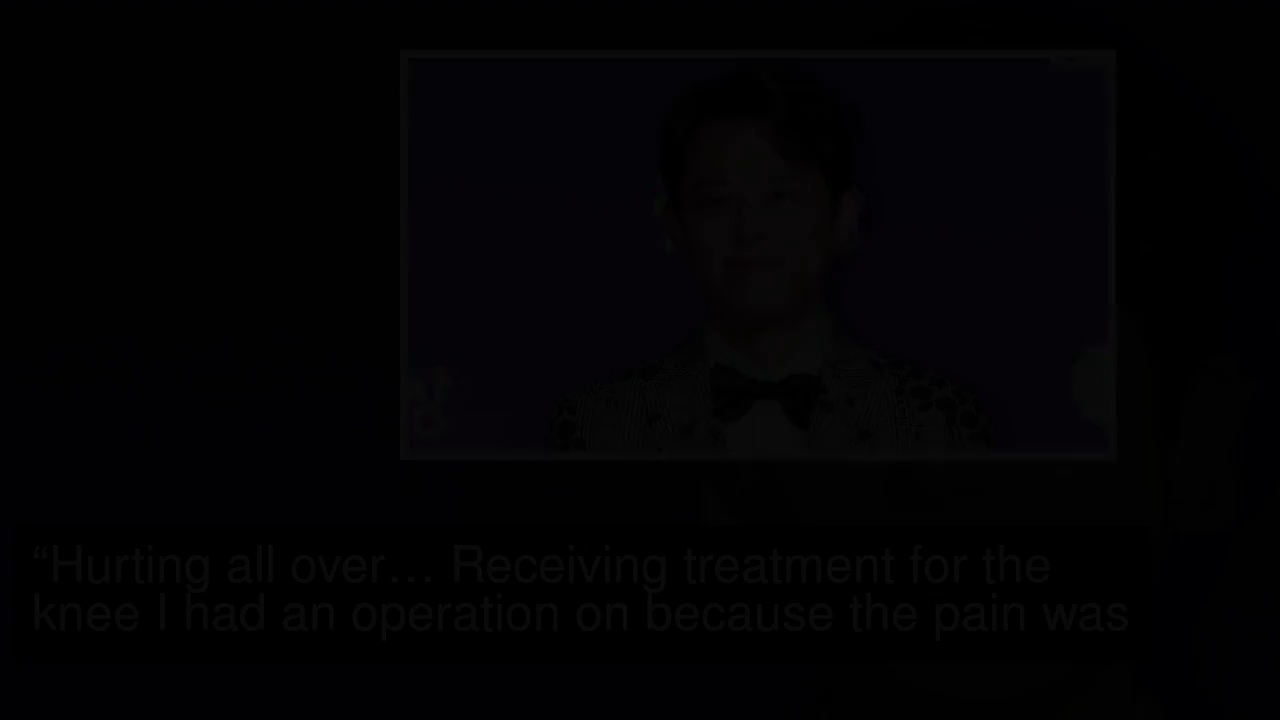 “Hurting all over… Receiving treatment for the
knee I had an operation on because the pain was